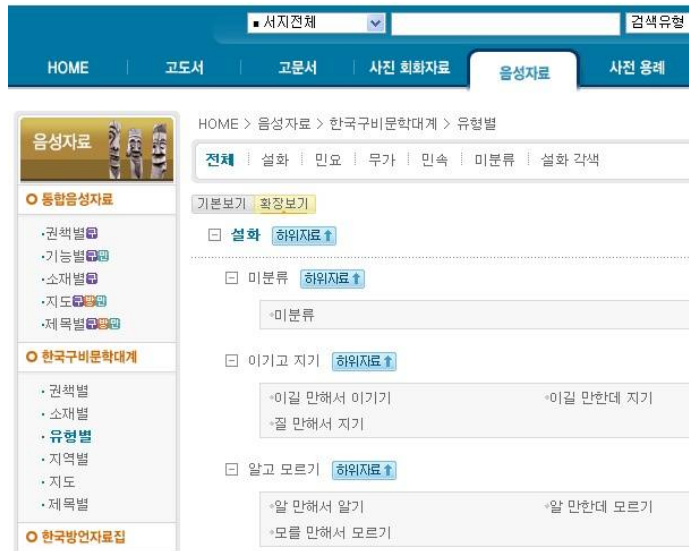 서지전체
검색유형
HOME 고도서 고문서 사진 회화자료 음성자료 사전 용례
음성자료
HOME > 음성자료 > 한국구비문학대계 > 유형별
전체 설화 민요 무가 민속 미분류 설화 각색
통합음성자료
·권책별구
·기능별구민
·소재별구
·지도구방민
·제목별구방민
한국구비문학대계
·권책별
·소재별
·유형별
·지역별
·지도
·제목별
한국방언자료집
기본보기 확장보기
설화 하위자료
미분류 하위자료
미분류
이기고 지기 하위자료
이길 만해서 이기기 이길 만한데 지기
질 만해서 지기
알고 모르기 하위자료
알 만해서 알기 알 만한데 모르기
모를 만해서 모르기